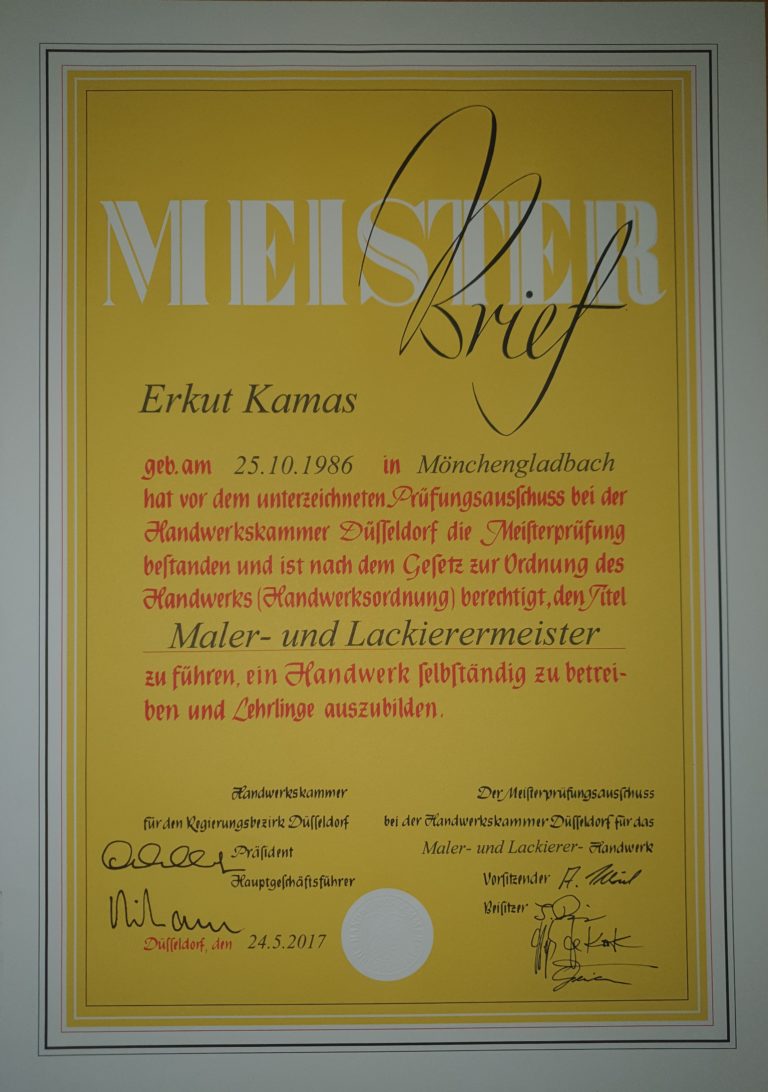 MEISTER
Brief
Erkut Kamas
geb. am 25.10.1986 in Mönchengladbach
hat vor dem unterzeichneten Prüfungsausſchuss bei der
Handwerkskammer Düſſeldorf die Meiſterprüfung
beſtanden und ist nach dem Geſetz zur Ordnung des
Handwerks (Handwerksordnung) berechtigt, den Titel
Maler- und Lackierermeister
zu führen, ein Handwerk ſelbſtändig zu betrei-
ben und Lehrlinge auszubilden.
Handwerkskammer
für den Regierungsbezirk Düſſeldorf
Präſident
Hauptgeſchäftsführer
Düſſeldorf, den 24.5.2017
Der Meiſterprüfungsausſchuss
bei der Handwerkskammer Düſſeldorf für das
Maler- und Lackierer- Handwerk
Vorſitzender
Beiſitzer